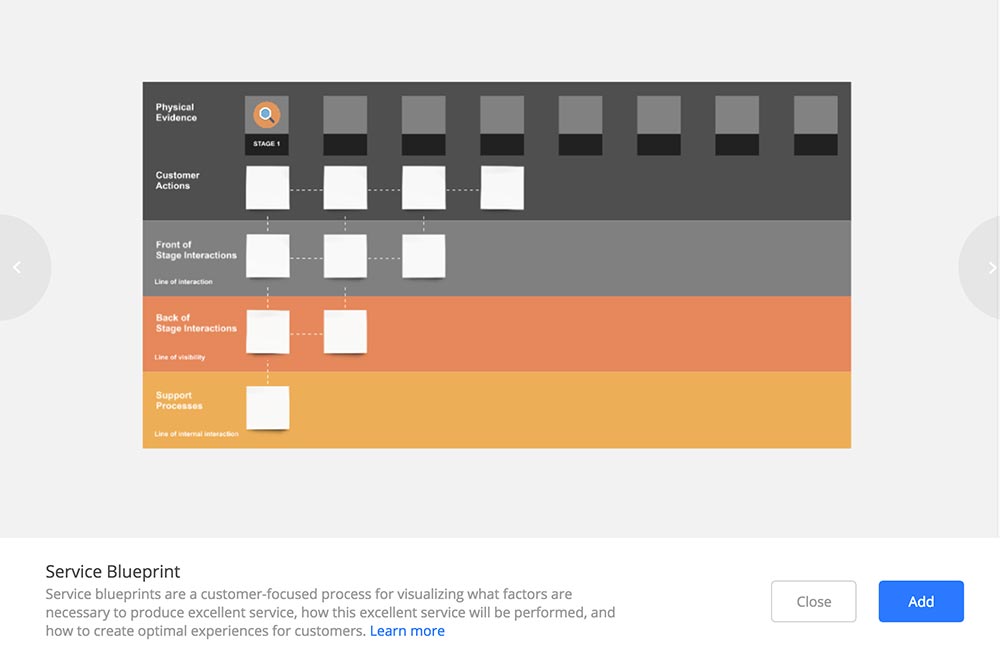 Physical
Evidence
STAGE 1
Customer
Actions
Front of
Stage Interactions
Line of interaction
Back of
Stage Interactions
Line of visibility
Support
Processes
Line of internal interaction
Service Blueprint
Service blueprints are a customer-focused process for visualizing what factors are
necessary to produce excellent service, how this excellent service will be performed, and
how to create optimal experiences for customers. Learn more
Close
Add